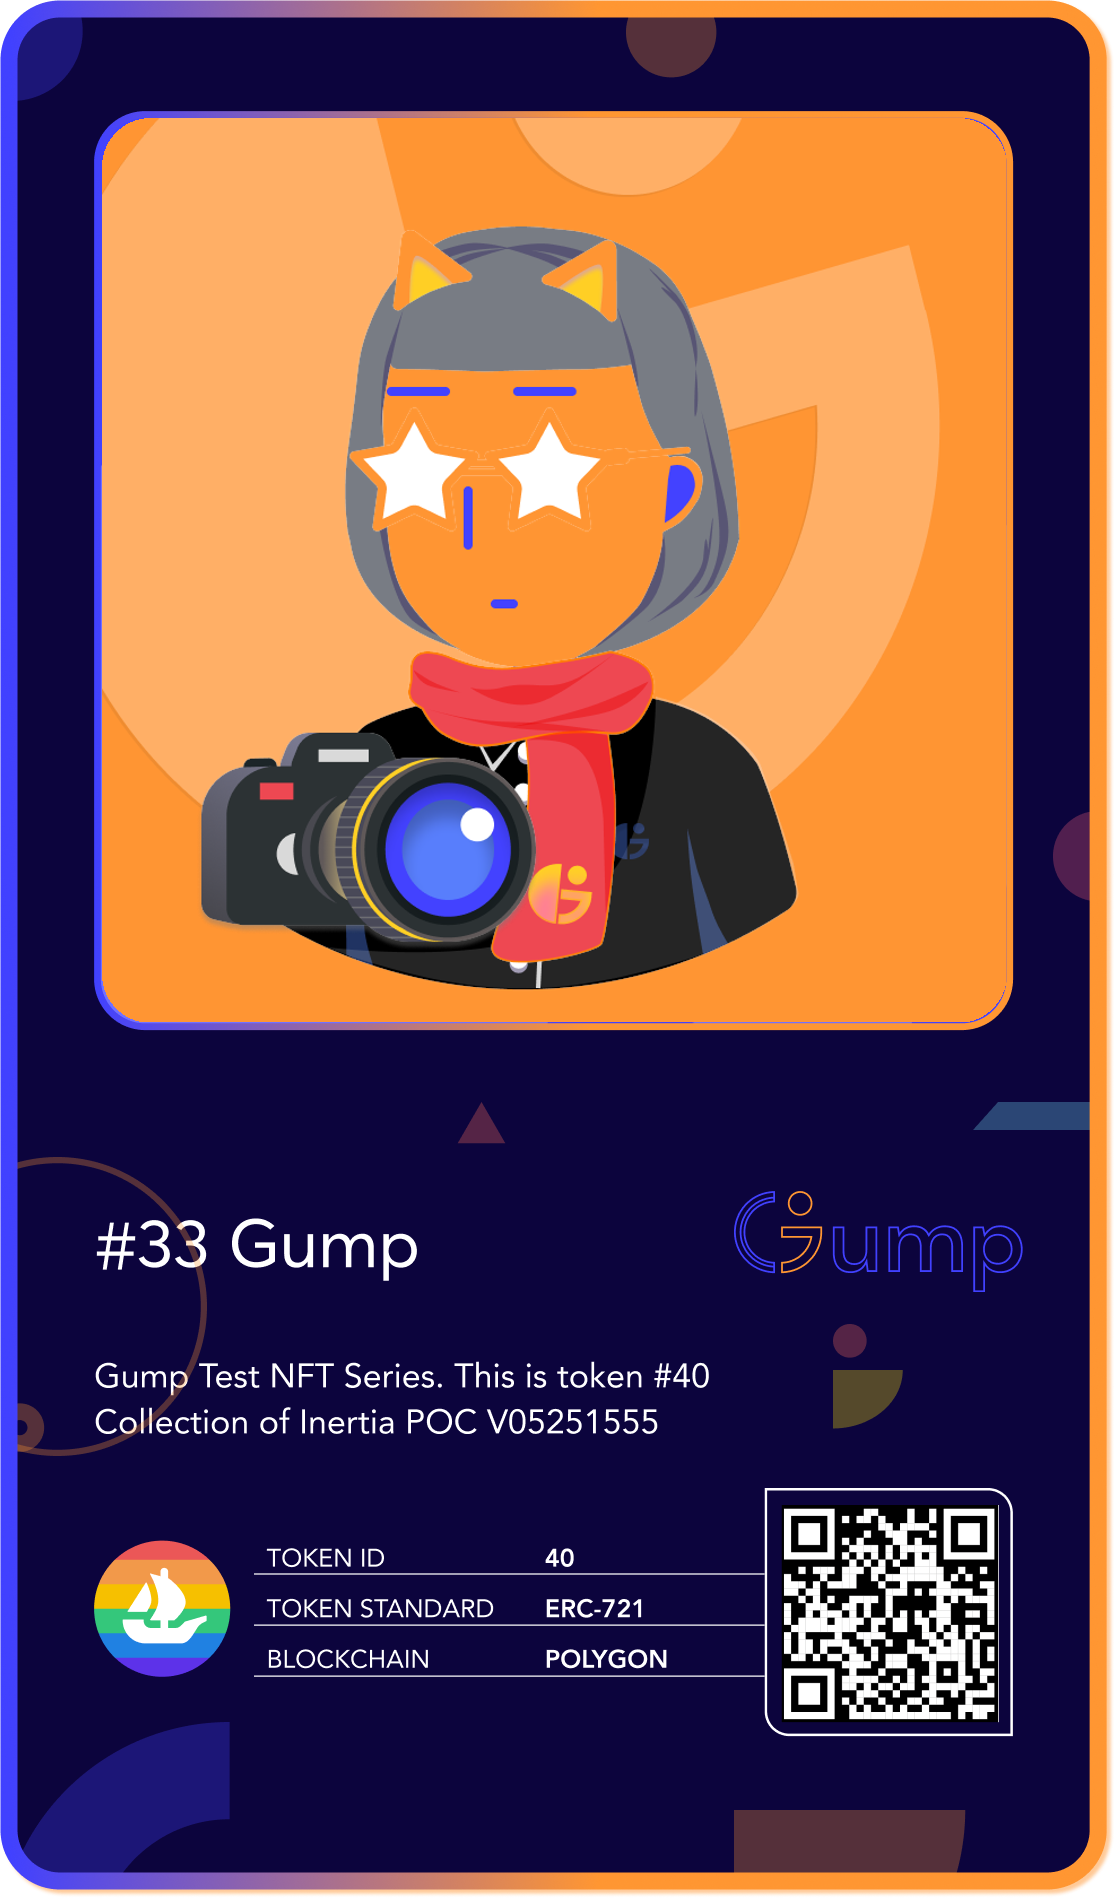 #33 Gump
Gump
Gump Test NFT Series. This is token #40
Collection of Inertia POC V05251555
TOKEN ID 40
TOKEN STANDARD ERC-721
BLOCKCHAIN POLYGON